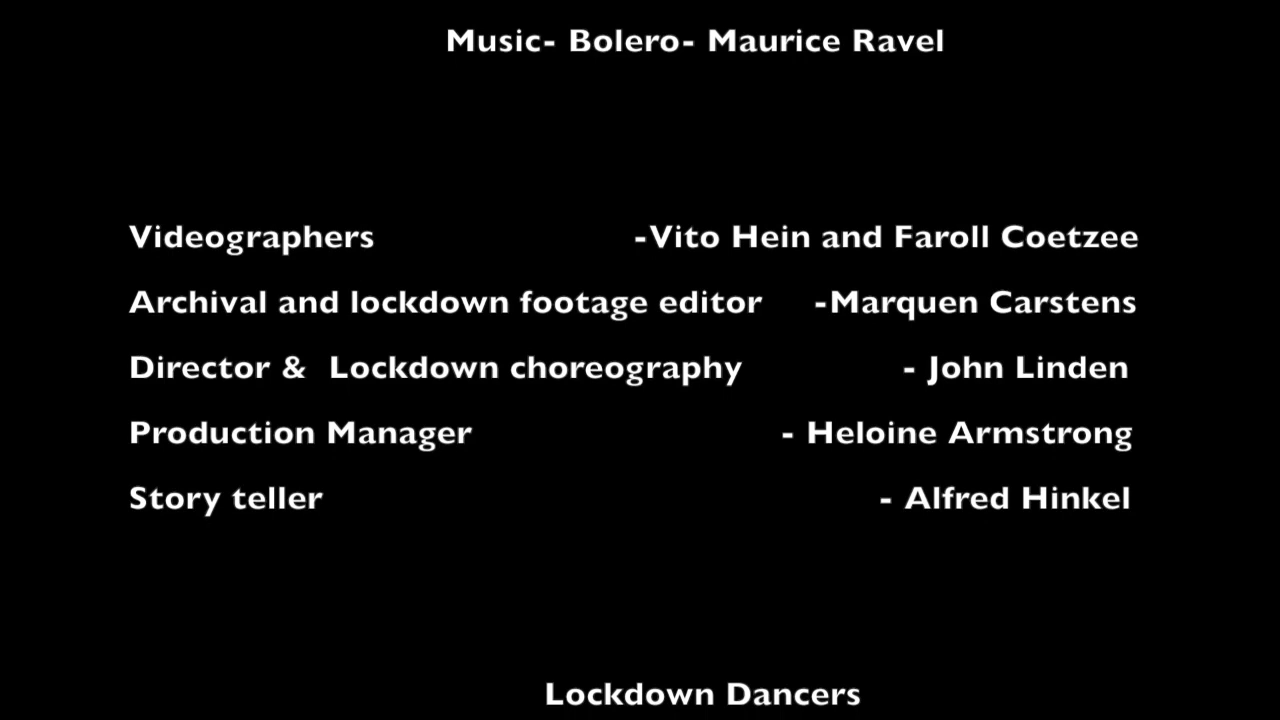 Music- Bolero- Maurice Ravel
Videographers -Vito Hein and Faroll Coetzee
Archival and lockdown footage editor -Marquen Carstens
Director & Lockdown choreography - John Linden
Production Manager - Heloine Armstrong
Story teller - Alfred Hinkel
Lockdown Dancers